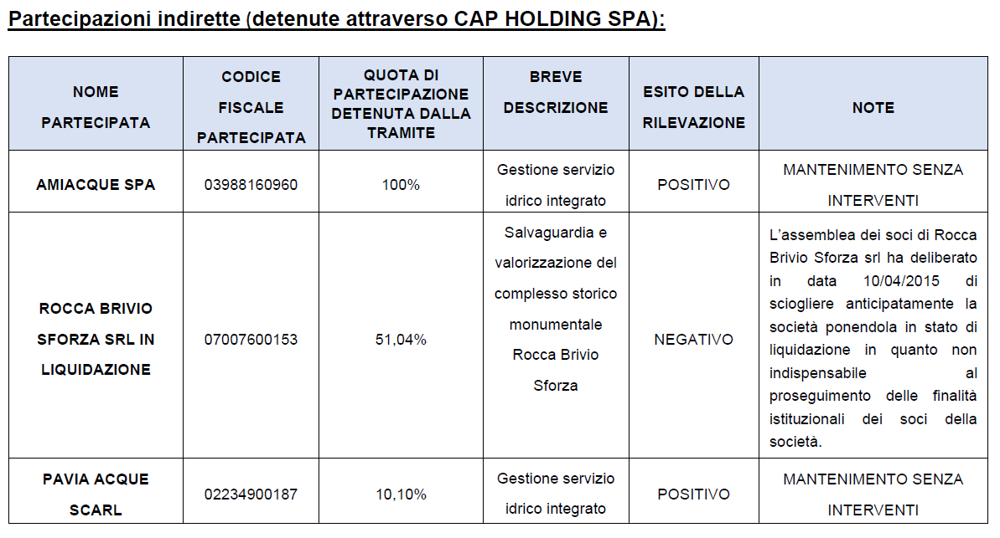 Partecipazioni indirette (detenute attraverso CAP HOLDING SPA):
NOME
PARTECIPATA
CODICE
FISCALE
PARTECIPATA
QUOTA DI
PARTECIPAZIONE
DETENUTA DALLA
TRAMITE
BREVE
DESCRIZIONE
ESITO DELLA
RILEVAZIONE
NOTE
AMIACQUE SPA
03988160960
100%
Gestione servizio
idrico integrato
POSITIVO
MANTENIMENTO SENZA
INTERVENTI
ROCCA BRIVIO
SFORZA SRL IN
LIQUIDAZIONE
07007600153
51,04%
Salvaguardia e
valorizzazione del
complesso storico
monumentale
Rocca Brivio
Sforza
NEGATIVO
L’assemblea dei soci di Rocca
Brivio Sforza srl ha deliberato
in data 10/04/2015 di
sciogliere anticipatamente la
società ponendola in stato di
liquidazione in quanto non
indispensabile al
proseguimento delle finalità
istituzionali dei soci della
società.
PAVIA ACQUE
SCARL
02234900187
10,10%
Gestione servizio
idrico integrato
POSITIVO
MANTENIMENTO SENZA
INTERVENTI